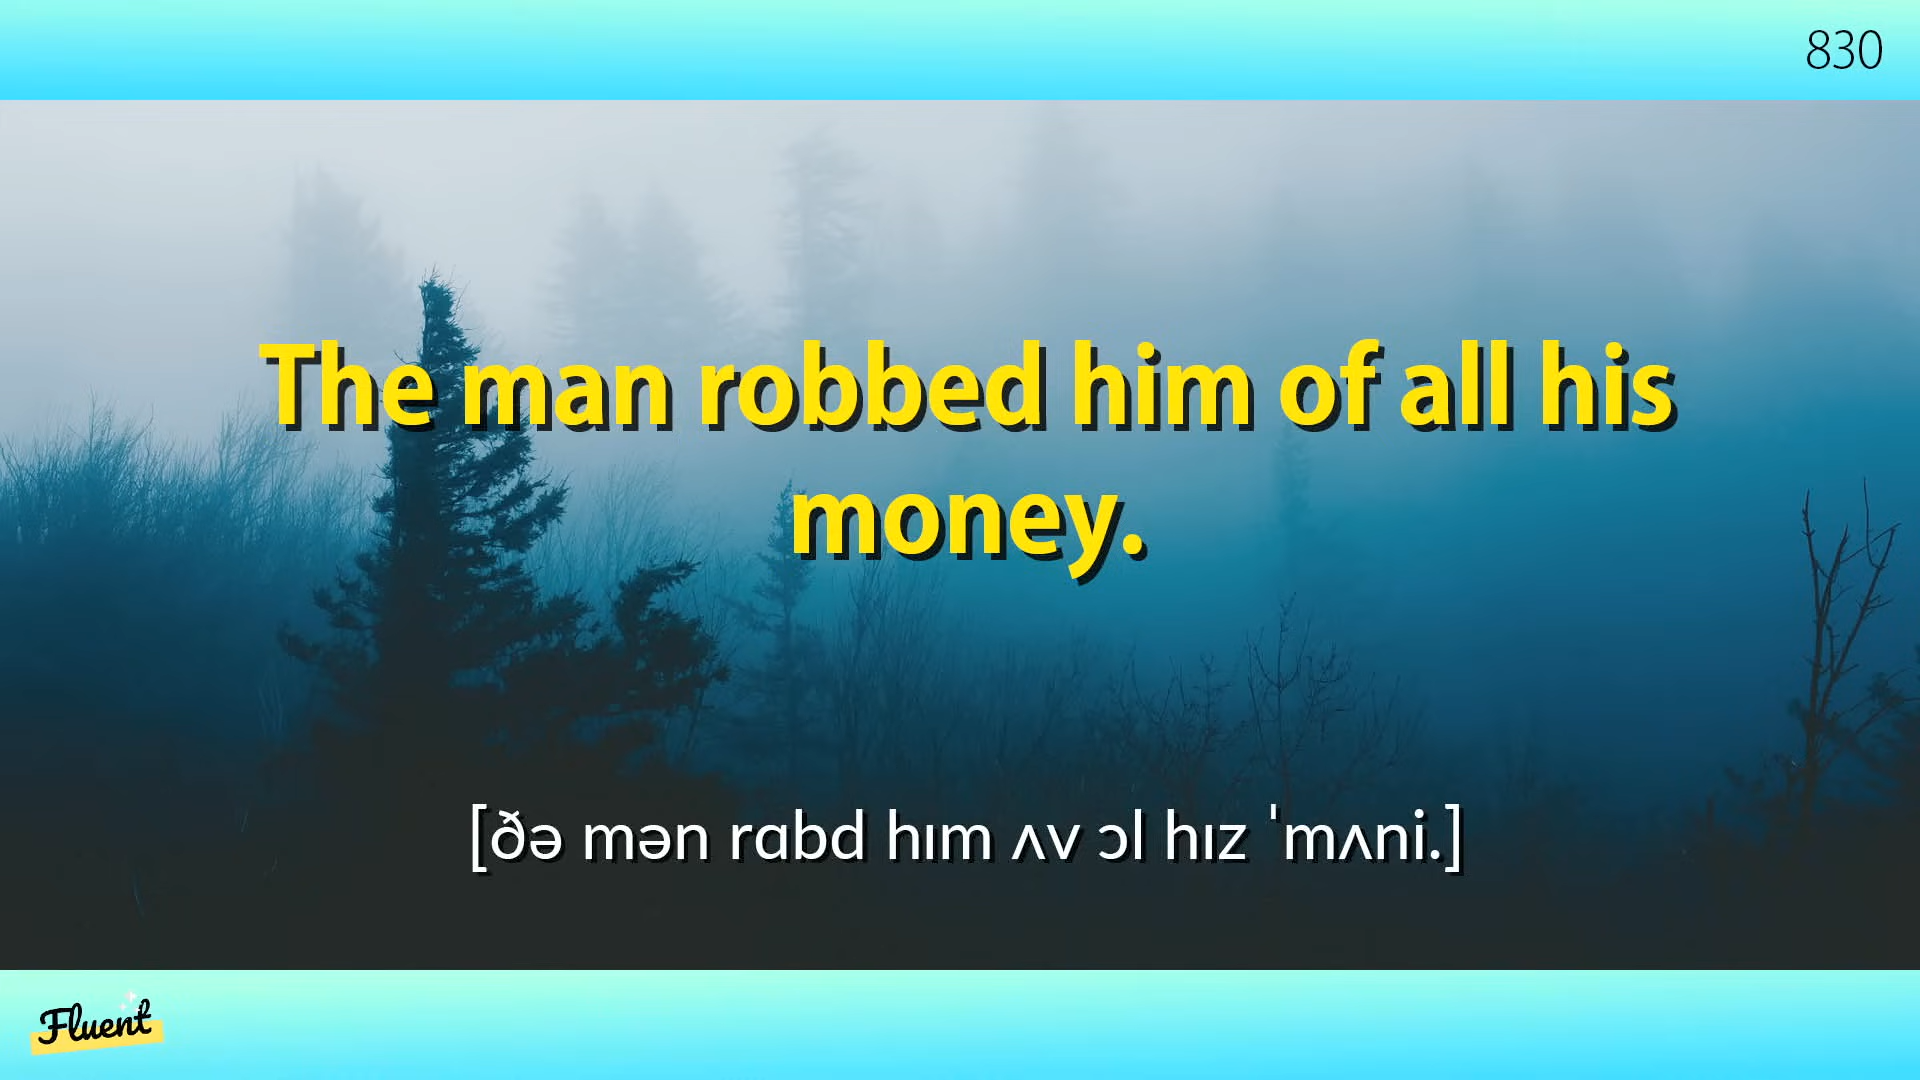 830
The man robbed him of all his
money.
[ðə mən rɑbd hɪm ʌv ɔl hɪz ˈmʌni.]
Fluent